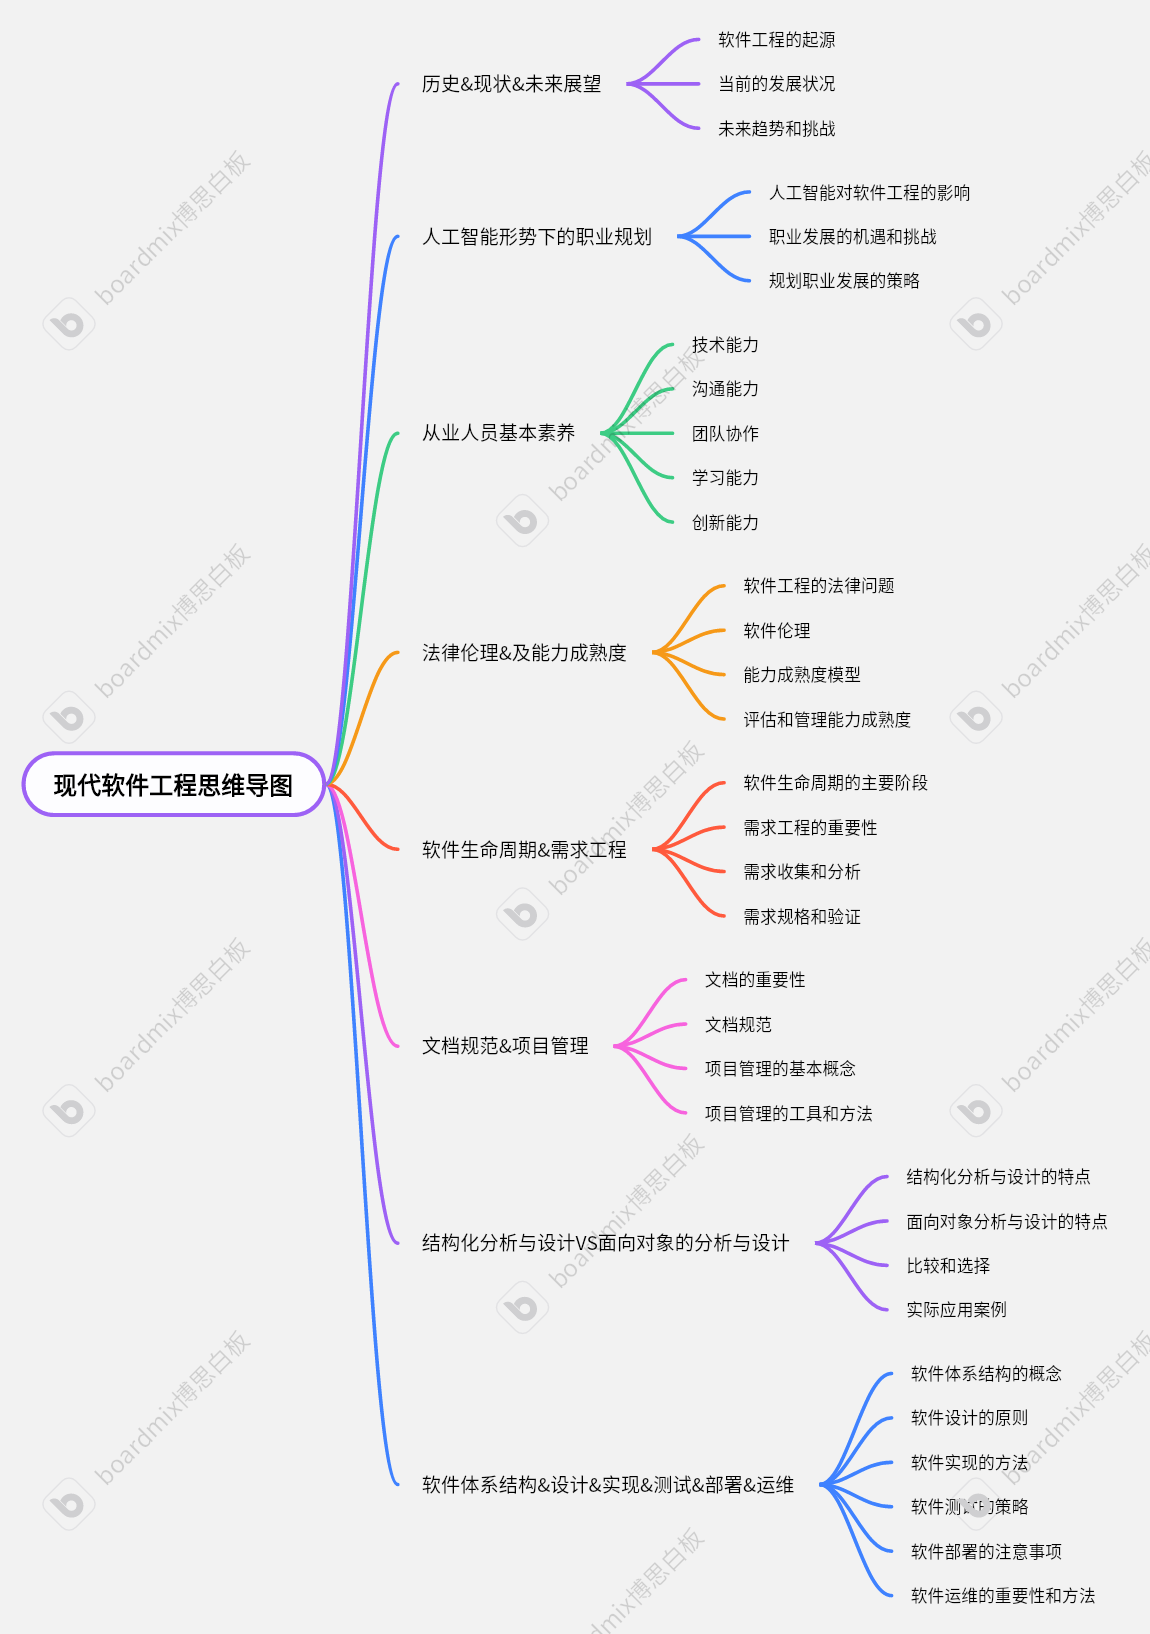 现代软件工程思维导图
历史&现状&未来展望
软件工程的起源
当前的发展状况
未来趋势和挑战
人工智能形势下的职业规划
人工智能对软件工程的影响
职业发展的机遇和挑战
规划职业发展的策略
从业人员基本素养
技术能力
沟通能力
团队协作
学习能力
创新能力
法律伦理&及能力成熟度
软件工程的法律问题
软件伦理
能力成熟度模型
评估和管理能力成熟度
软件生命周期&需求工程
软件生命周期的主要阶段
需求工程的重要性
需求收集和分析
需求规格和验证
文档规范&项目管理
文档的重要性
文档规范
项目管理的基本概念
项目管理的工具和方法
结构化分析与设计VS面向对象的分析与设计
结构化分析与设计的特点
面向对象分析与设计的特点
比较和选择
实际应用案例
软件体系结构&设计&实现&测试&部署&运维
软件体系结构的概念
软件设计的原则
软件实现的方法
软件测试的策略
软件部署的注意事项
软件运维的重要性和方法
boardmix博思白板
boardmix博思白板
boardmix博思白板
boardmix博思白板
boardmix博思白板
boardmix博思白板
boardmix博思白板
boardmix博思白板
boardmix博思白板
boardmix博思白板
boardmix博思白板
boardmix博思白板